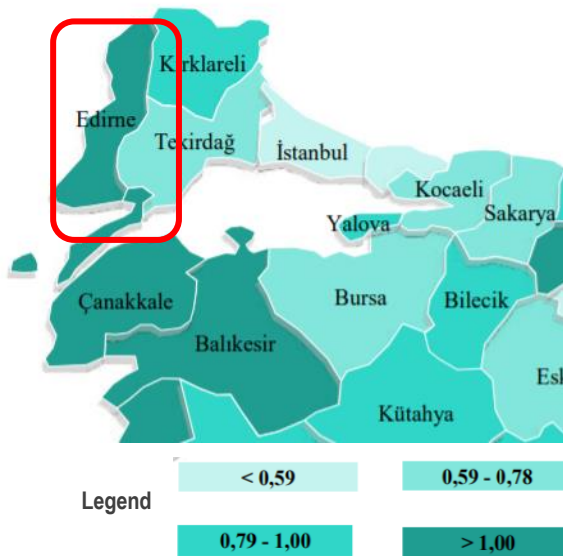 Kırklareli
Edirne
Tekirdağ
İstanbul
Kocaeli
Sakarya
Yalova
Çanakkale
Bursa
Bilecik
Balıkesir
Esk
Kütahya
Legend
< 0,59
0,59 - 0,78
0,79 - 1,00
> 1,00